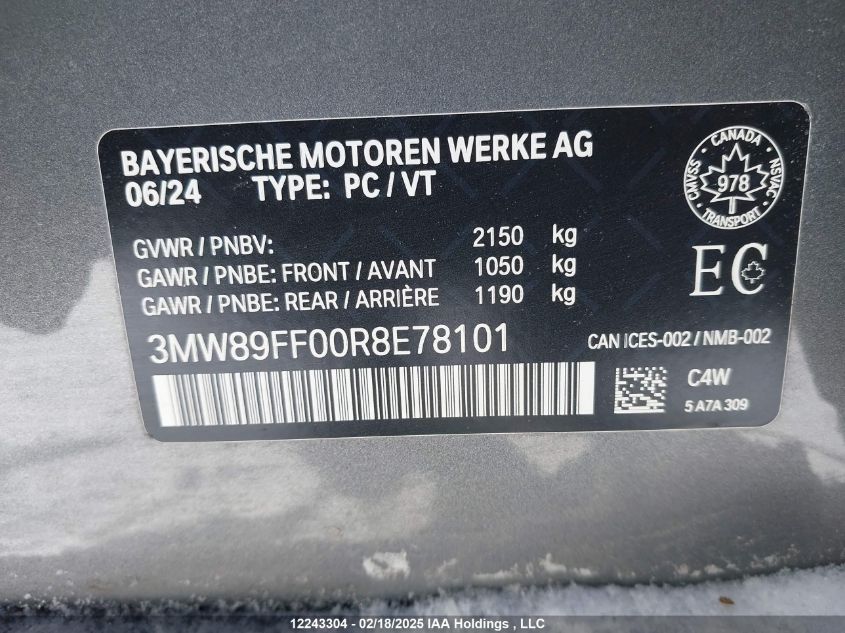 BAYERISCHE MOTOREN WERKE AG
06/24 TYPE: PC / VT
CANADA
CMVSS
978
NSVAC
TRANSPORT
GVWR / PNBV: 2150 kg
GAWR / PNBE: FRONT / AVANT 1050 kg
GAWR / PNBE: REAR / ARRIÈRE 1190 kg
EC
3MW89FF00R8E78101
CAN ICES-002 / NMB-002
C4W
5 A7A 309
12243304 - 02/18/2025 IAA Holdings , LLC